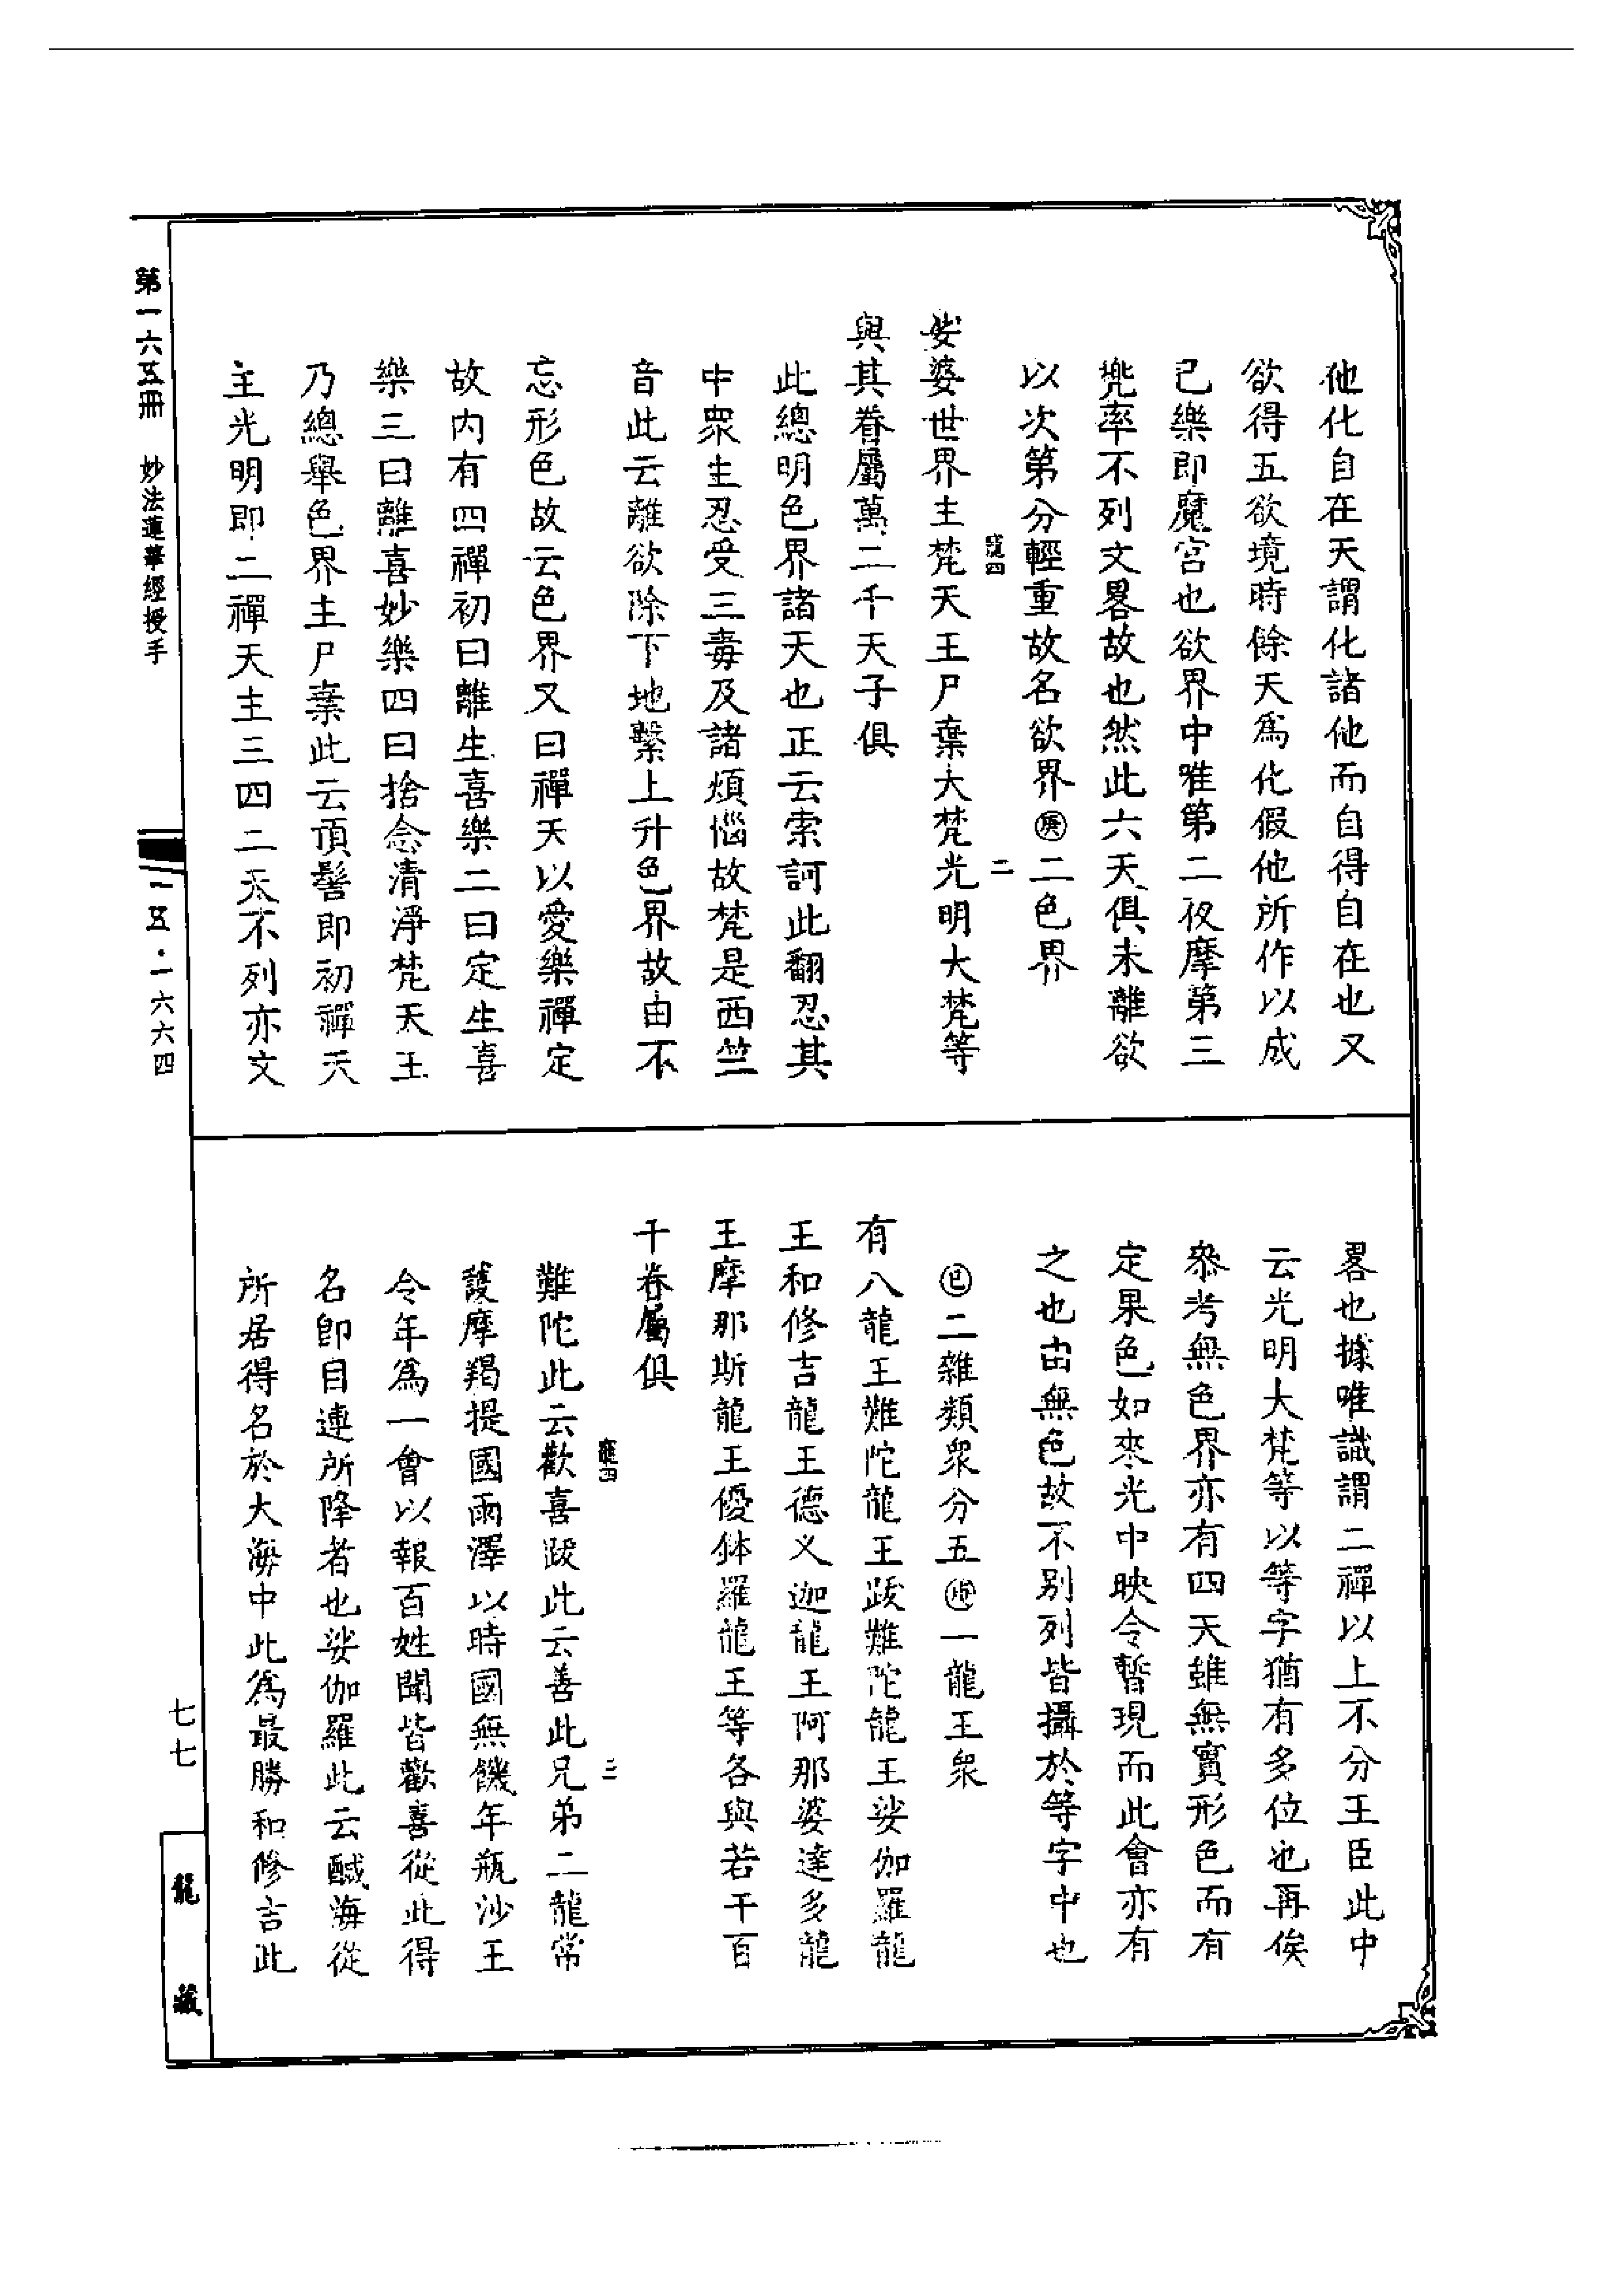 他化自在天謂化諸他而自得自在也又
欲得五欲境時餘天爲化假他所作以成
已樂即魔宮也欲界中唯第二夜摩第三
兜率不列文畧故也然此六天俱未離欲
以次第分輕重故名欲界㊎二色界
娑婆世界主梵天王尸棄大梵光明大梵等
與其眷屬萬二千天子俱
此總明色界諸天也正云索訶此翻忍其
中衆生忍受三毒及諸煩惱故梵是西竺
音此云離欲除下地繫上升色界故由不
忘形色故云色界又曰禪天以愛樂禪定
故内有四禪初曰離生喜樂二曰定生喜
樂三曰離喜妙樂四曰捨念清淨梵天王
乃總舉色界主尸棄此云頂髻即初禪天
主光明即二禪天主三四二天不列亦文
二
畧也據唯識謂二禪以上不分王臣此中
云光明大梵等以等字猶有多位也再俟
叅考無色界亦有四天雖無實形色而有
定果色如來光中映令暫現而此會亦有
之也由無色故不别列皆攝於等字中也
㊁二雜類衆分五 一龍王衆
有八龍王難陀龍王跋難陀龍王娑伽羅龍
王和修吉龍王德义迦龍王阿那婆達多龍
王摩那斯龍王優鉢羅龍王等各與若干百
千眷屬俱
難陀此云歡喜跋此云善此兄弟二龍常
護摩羯提國雨澤以時國無饑年瓶沙王
令年爲一會以報百姓聞皆歡喜從此得
名卽目連所降者也娑伽羅此云醎海從
所居得名於大海中此爲最勝和修吉此
三
第一六五冊 妙法蓮華經授手
一五·一六六四
七七
龍藏